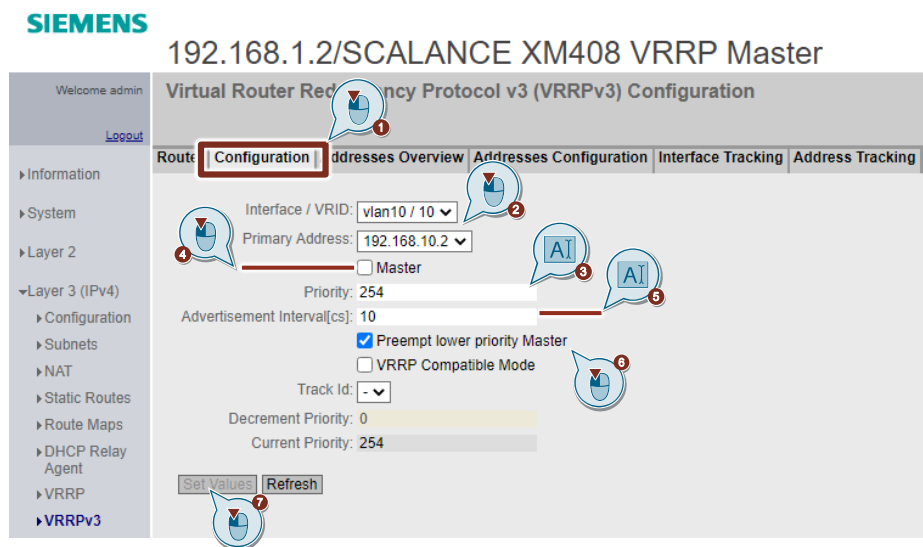 SIEMENS
192.168.1.2/SCALANCE XM408 VRRP Master
Welcome admin
Logout
Virtual Router Red ncy Protocol v3 (VRRPv3) Configuration
1
Route Configuration ddresses Overview Addresses Configuration Interface Tracking Address Tracking
Information
System
Layer 2
Layer 3 (IPv4)
Configuration
Subnets
NAT
Static Routes
Route Maps
DHCP Relay
Agent
VRRP
VRRPv3
Interface / VRID: vlan10 / 10
2
Primary Address: 192.168.10.2
4
Master
A
3
Priority: 254
A
5
Advertisement Interval[cs]: 10
Preempt lower priority Master
6
VRRP Compatible Mode
Track Id: -
Decrement Priority: 0
Current Priority: 254
Set Values Refresh
7